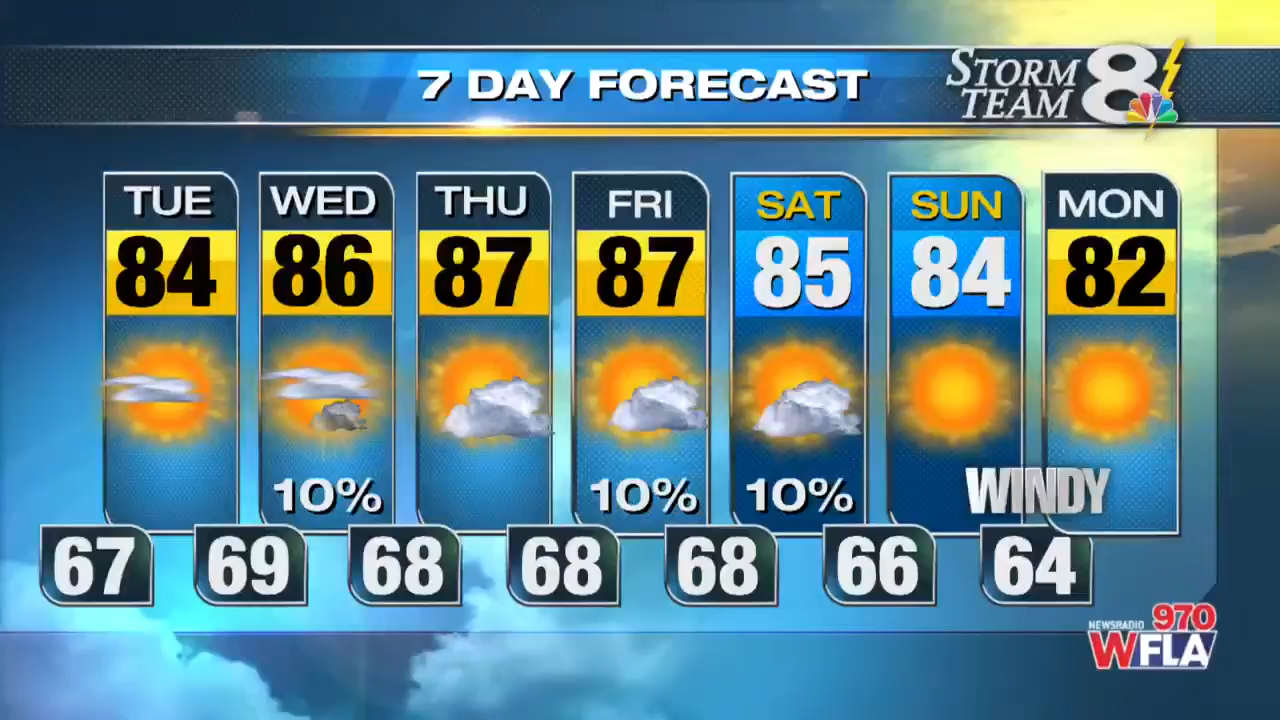 7 DAY FORECAST
STORM
TEAM 8
TUE WED THU FRI SAT SUN MON
84 86 87 87 85 84 82
10% 10% 10% WINDY
67 69 68 68 68 66 64
NEWSRADIO 970
WFLA